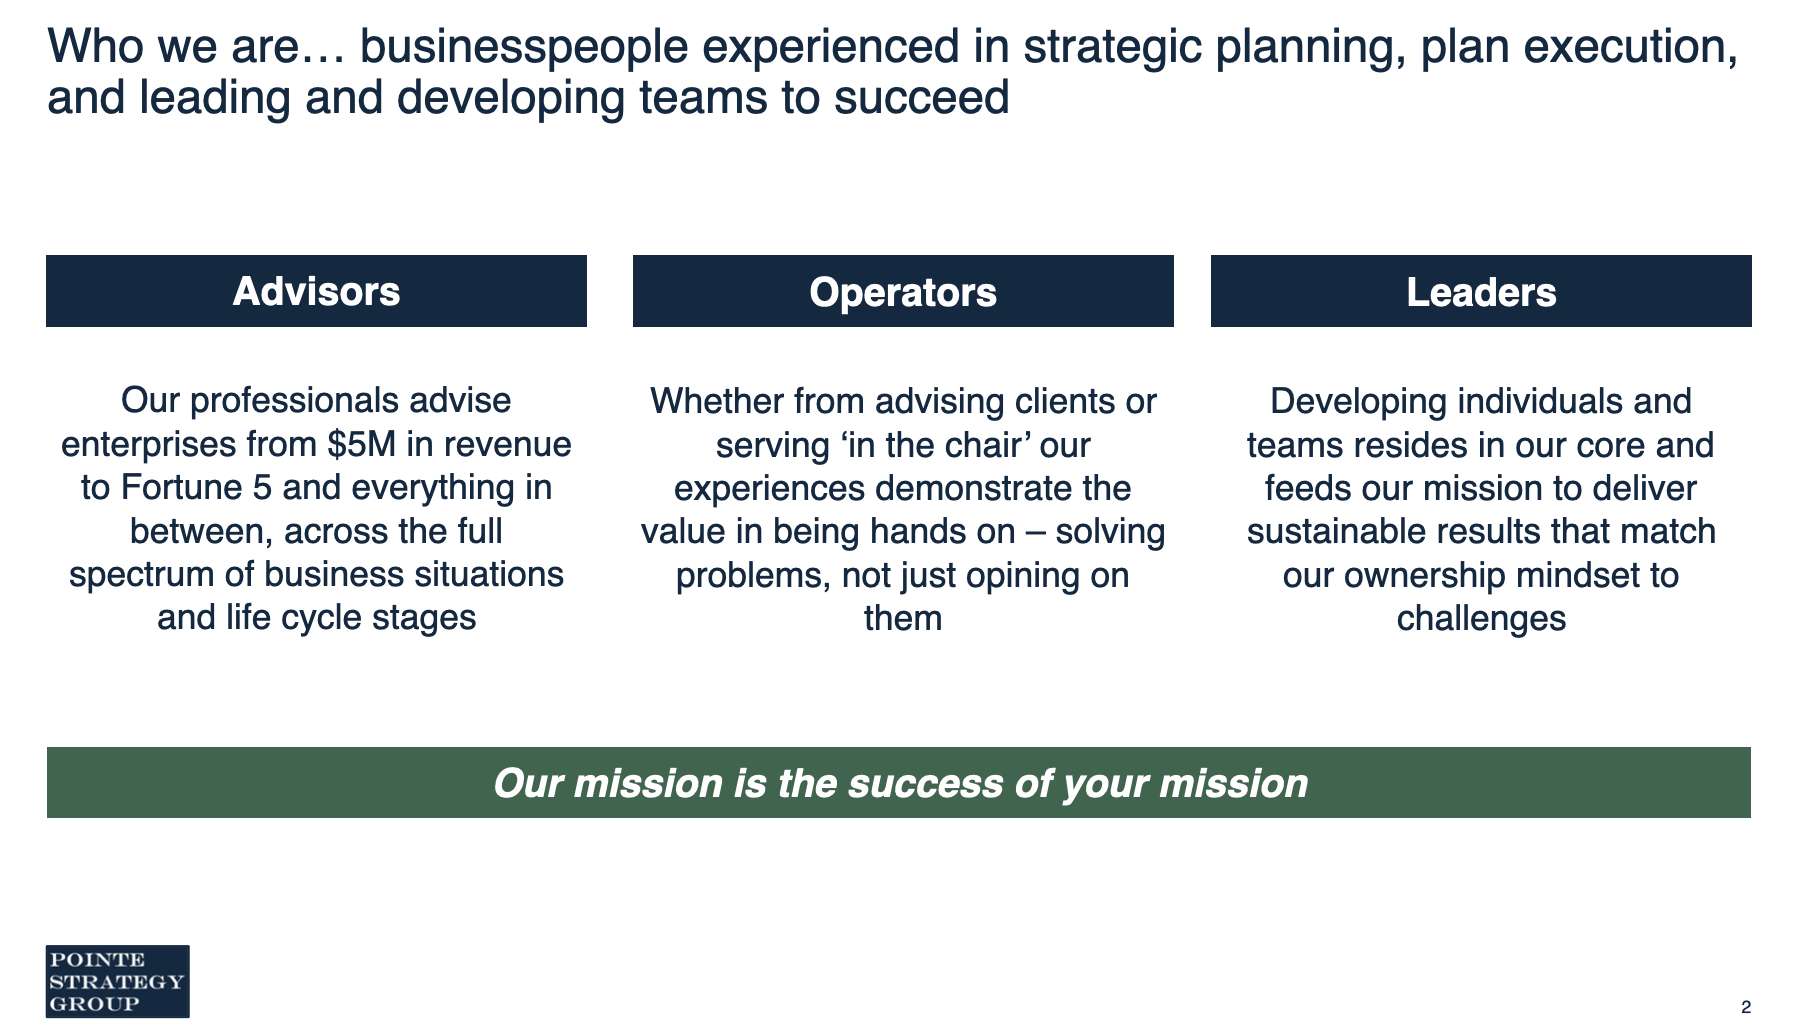 Who we are… businesspeople experienced in strategic planning, plan execution,
and leading and developing teams to succeed
Advisors
Our professionals advise
enterprises from $5M in revenue
to Fortune 5 and everything in
between, across the full
spectrum of business situations
and life cycle stages
Operators
Whether from advising clients or
serving ‘in the chair’ our
experiences demonstrate the
value in being hands on – solving
problems, not just opining on
them
Leaders
Developing individuals and
teams resides in our core and
feeds our mission to deliver
sustainable results that match
our ownership mindset to
challenges
Our mission is the success of your mission
POINTE
STRATEGY
GROUP
2